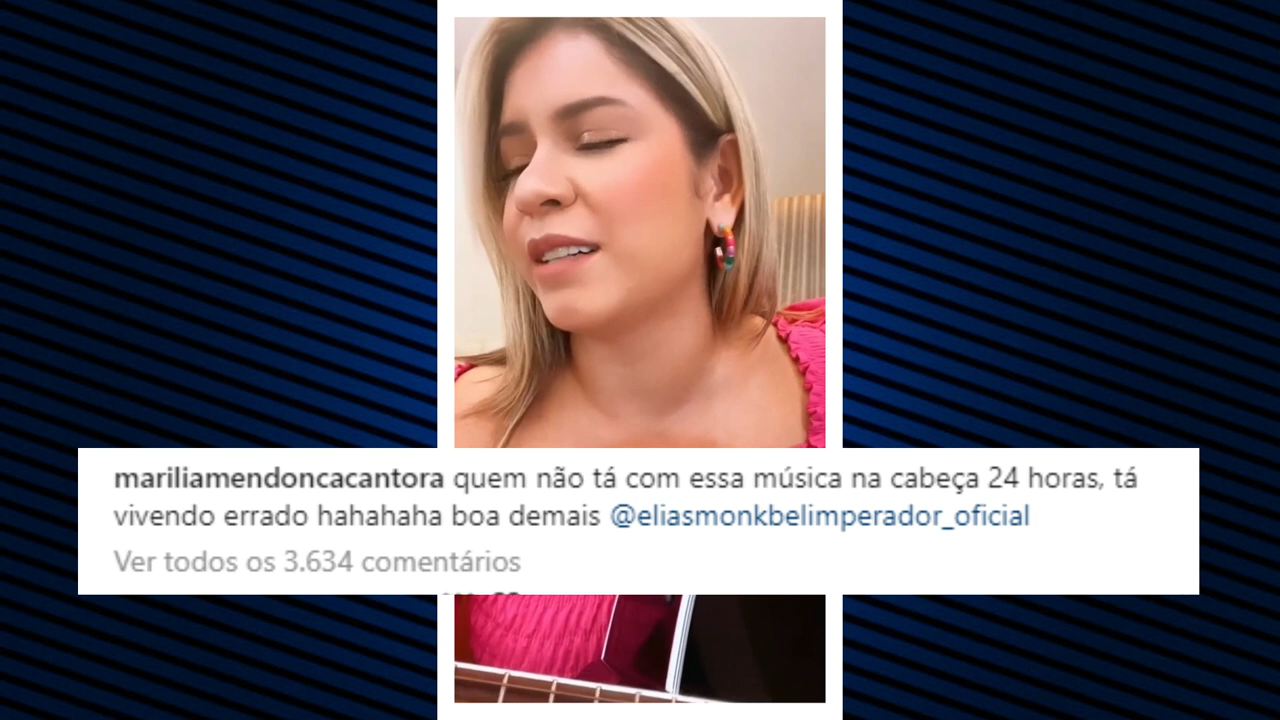 mariliamendoncacantora quem não tá com essa música na cabeça 24 horas, tá
vivendo errado hahahaha boa demais @eliasmonkbelimperador_oficial
Ver todos os 3.634 comentários